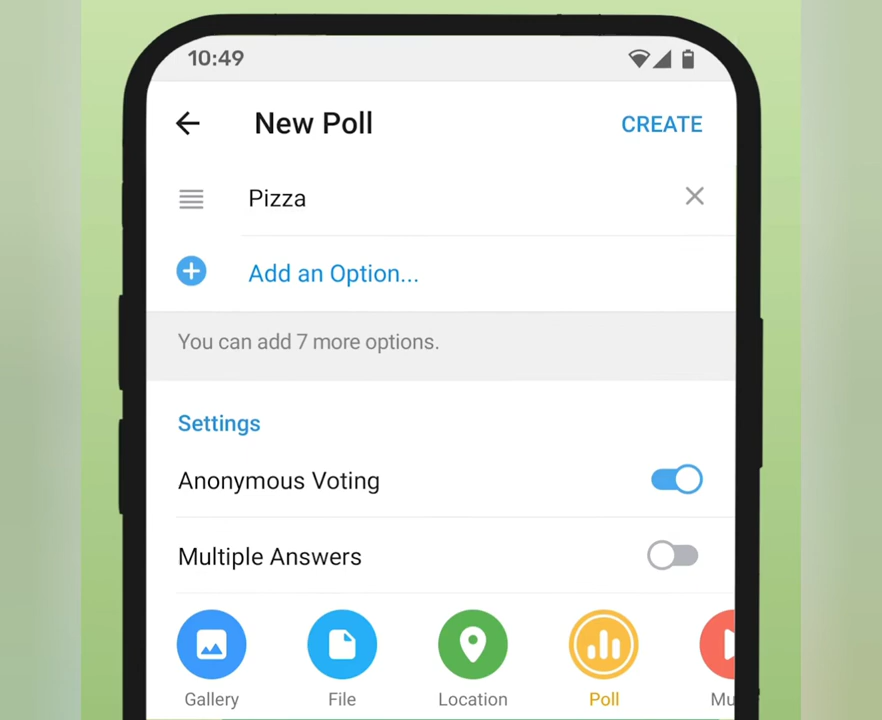 10:49
New Poll
CREATE
Pizza
Add an Option...
You can add 7 more options.
Settings
Anonymous Voting
Multiple Answers
Gallery
File
Location
Poll
Mu